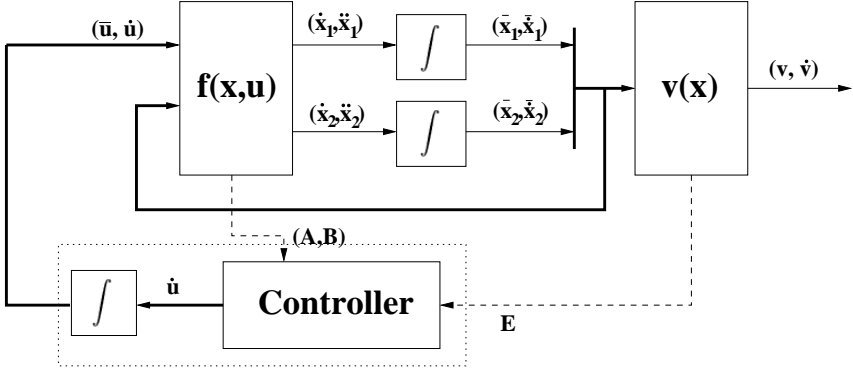 (u̅, u̇)
f(x,u)
(ẋ₁,ẍ₁)
∫
(x̄₁,x̄̇₁)
v(x)
(v, v̇)
(ẋ₂,ẍ₂)
∫
(x̄₂,x̄̇₂)
(A,B)
∫
u̇
Controller
E